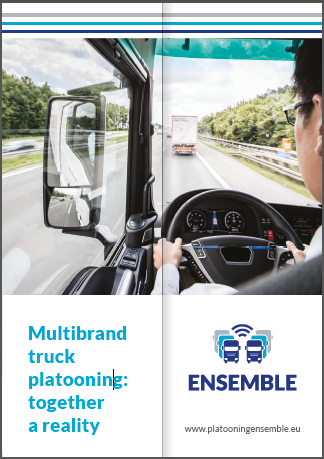 Multibrand
truck
platooning:
together
a reality
ENSEMBLE
www.platooningensemble.eu